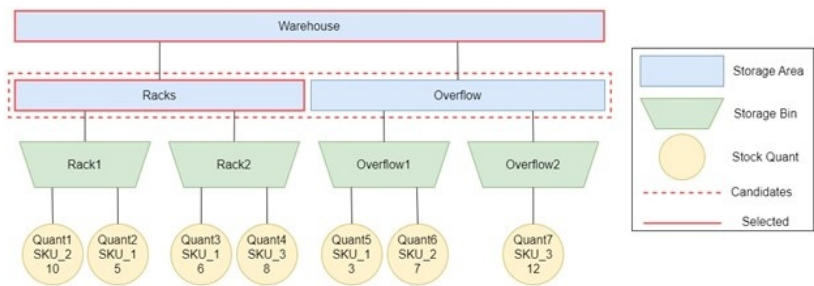 Warehouse
Racks
Overflow
Rack1
Rack2
Overflow1
Overflow2
Quant1
SKU_2
10
Quant2
SKU_1
5
Quant3
SKU_1
6
Quant4
SKU_3
8
Quant5
SKU_1
3
Quant6
SKU_2
7
Quant7
SKU_3
12
Storage Area
Storage Bin
Stock Quant
Candidates
Selected